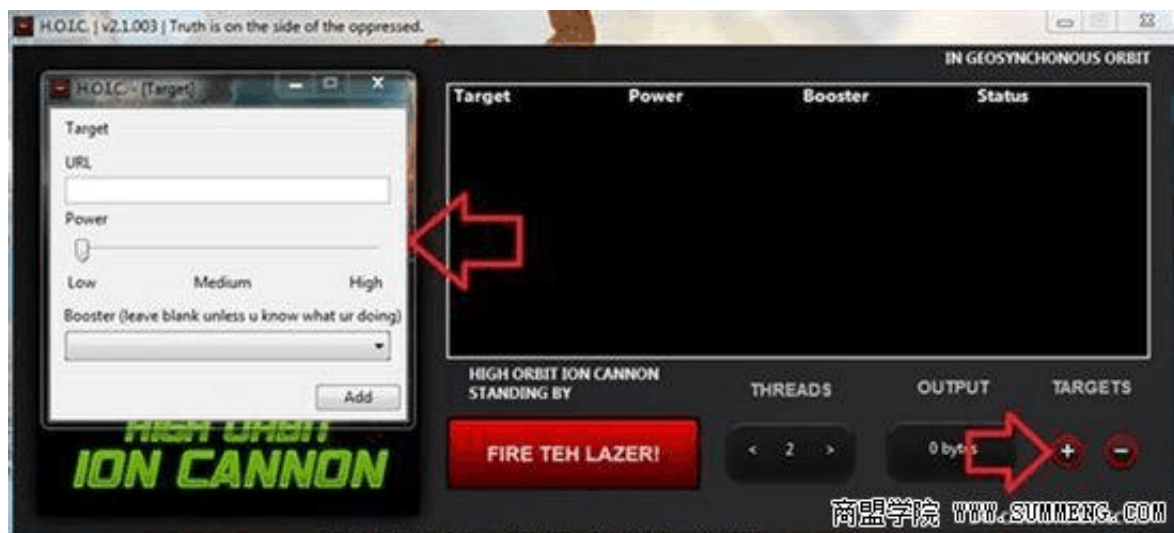 H.O.I.C. | v2.1.003 | Truth is on the side of the oppressed.
IN GEOSYNCHONOUS ORBIT
H.O.I.C. - [Target]
Target
URL
Power
Low Medium High
Booster (leave blank unless u know what ur doing)
Add
Target Power Booster Status
HIGH ORBIT ION CANNON
STANDING BY
THREADS
OUTPUT
TARGETS
FIRE TEH LAZER!
< 2 >
0 bytes
+
-
HIGH ORBIT
ION CANNON
商盟学院 WWW.SUMMENG.COM